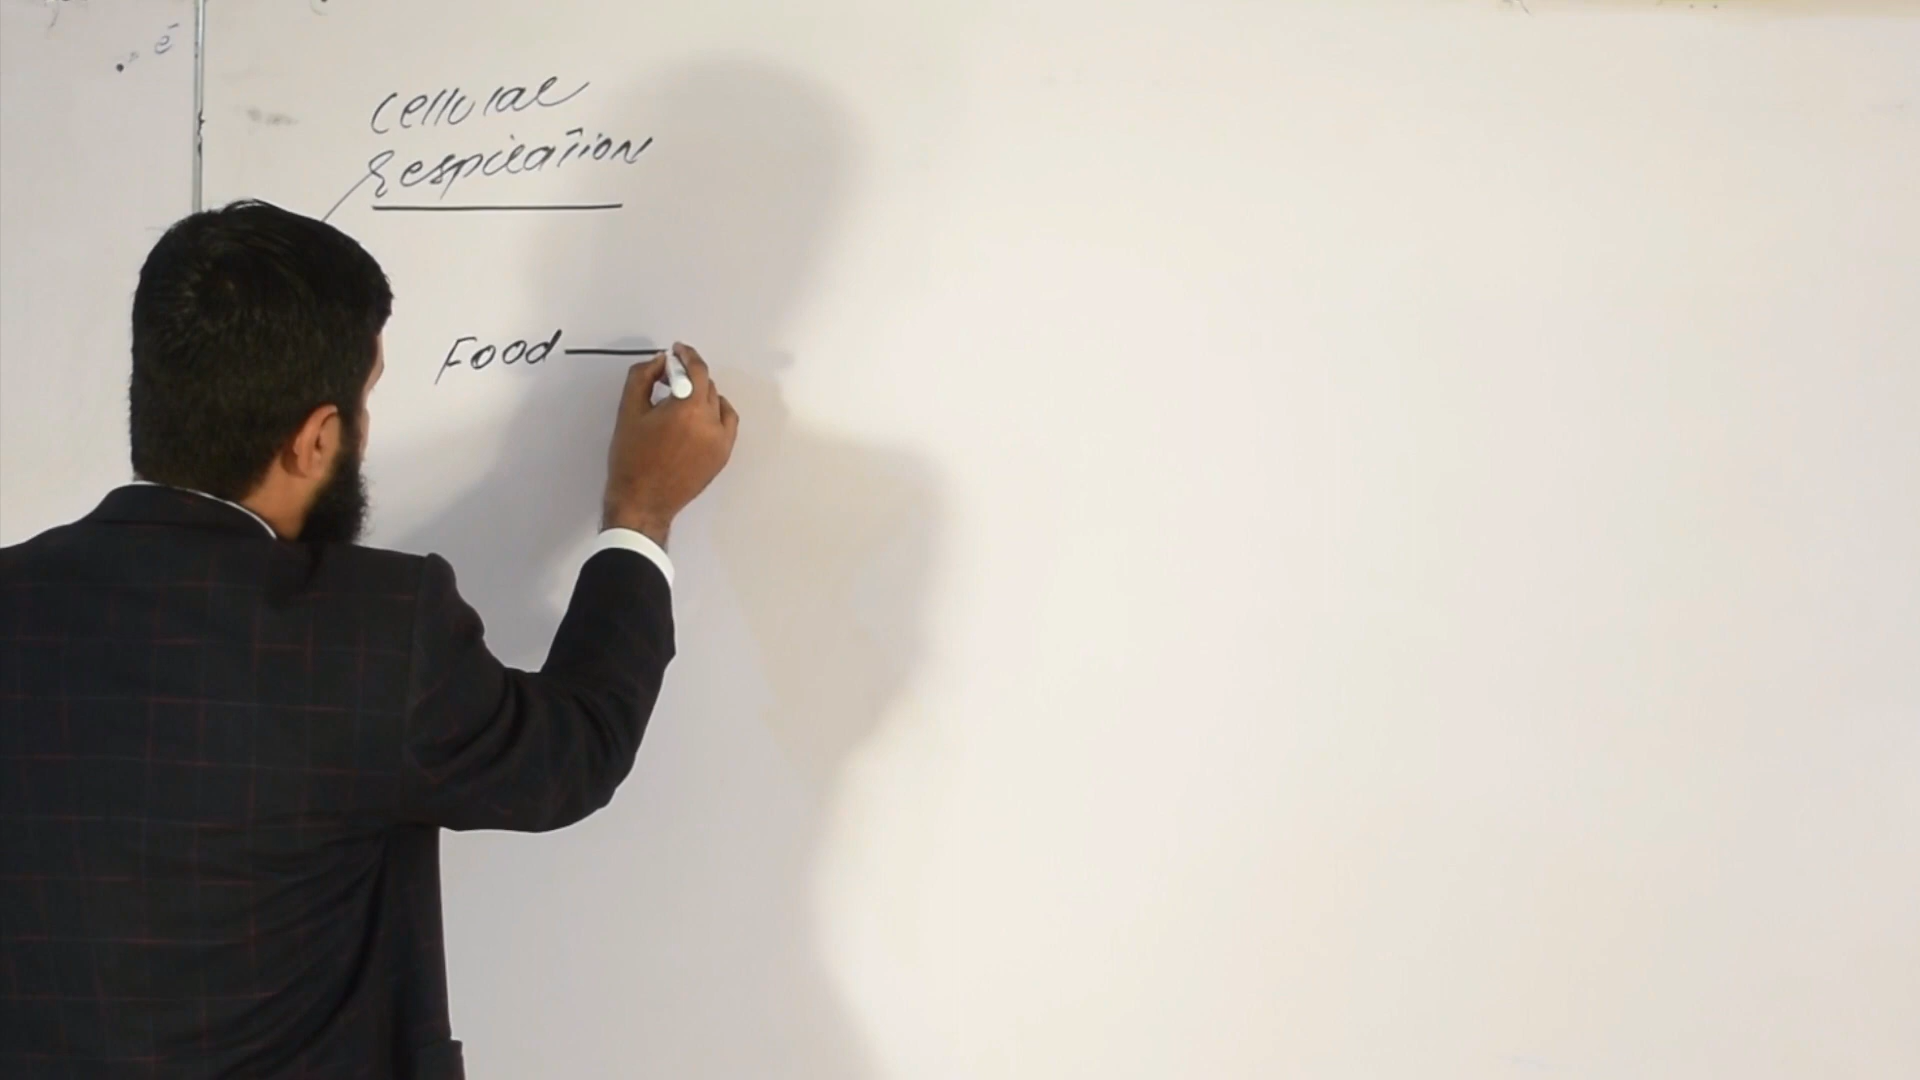 ē
Cellular
Respiration
Food